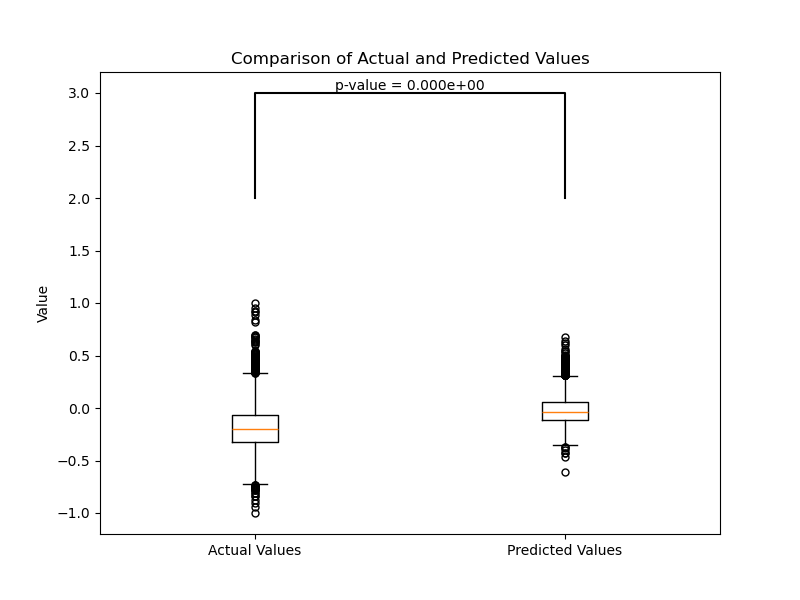 Comparison of Actual and Predicted Values
p-value = 0.000e+00
3.0
2.5
2.0
1.5
1.0
0.5
0.0
−0.5
−1.0
Value
Actual Values
Predicted Values